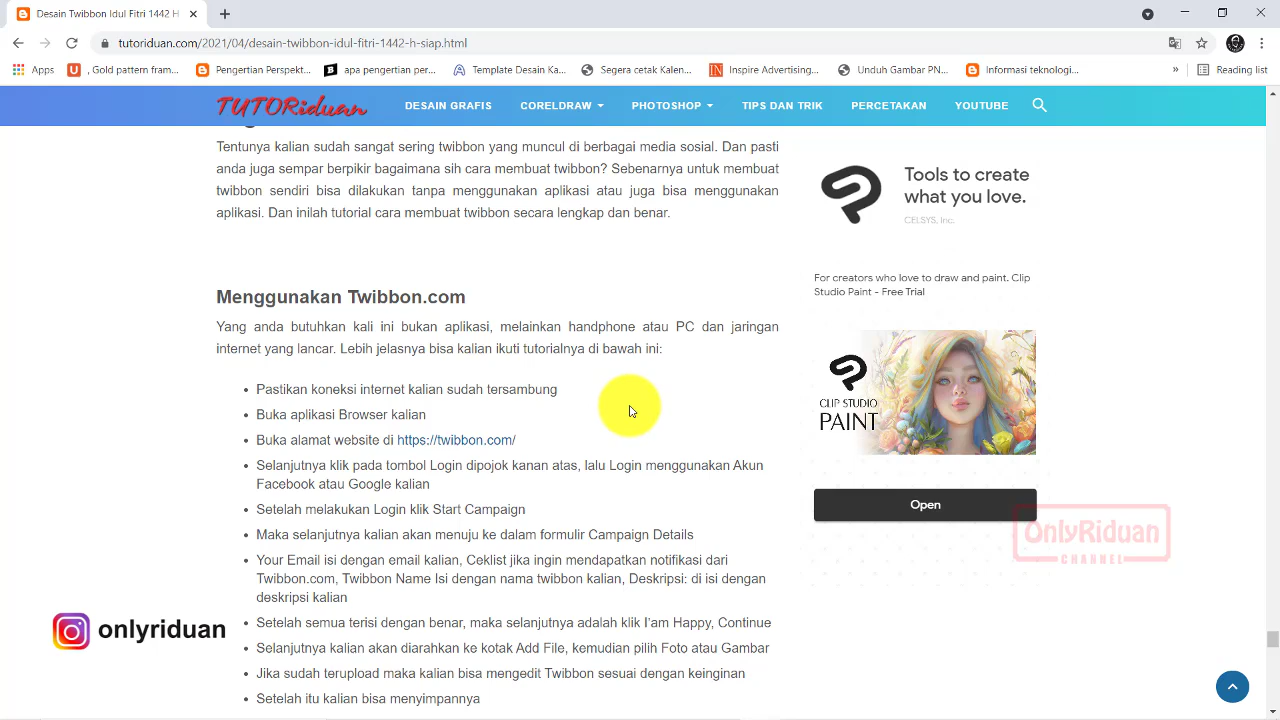 Desain Twibbon Idul Fitri 1442 H
tutoriduan.com/2021/04/desain-twibbon-idul-fitri-1442-h-siap.html
Apps
, Gold pattern fram...
Pengertian Perspekt...
apa pengertian per...
Template Desain Ka...
Segera cetak Kalen...
Inspire Advertising,...
Unduh Gambar PN...
Informasi teknologi...
»
Reading list
TUTORiduan
DESAIN GRAFIS
CORELDRAW
PHOTOSHOP
TIPS DAN TRIK
PERCETAKAN
YOUTUBE
Tentunya kalian sudah sangat sering twibbon yang muncul di berbagai media sosial. Dan pasti
anda juga sempar berpikir bagaimana sih cara membuat twibbon? Sebenarnya untuk membuat
twibbon sendiri bisa dilakukan tanpa menggunakan aplikasi atau juga bisa menggunakan
aplikasi. Dan inilah tutorial cara membuat twibbon secara lengkap dan benar.
Menggunakan Twibbon.com
Yang anda butuhkan kali ini bukan aplikasi, melainkan handphone atau PC dan jaringan
internet yang lancar. Lebih jelasnya bisa kalian ikuti tutorialnya di bawah ini:
• Pastikan koneksi internet kalian sudah tersambung
• Buka aplikasi Browser kalian
• Buka alamat website di https://twibbon.com/
• Selanjutnya klik pada tombol Login dipojok kanan atas, lalu Login menggunakan Akun
Facebook atau Google kalian
• Setelah melakukan Login klik Start Campaign
• Maka selanjutnya kalian akan menuju ke dalam formulir Campaign Details
• Your Email isi dengan email kalian, Ceklist jika ingin mendapatkan notifikasi dari
Twibbon.com, Twibbon Name Isi dengan nama twibbon kalian, Deskripsi: di isi dengan
deskripsi kalian
• Setelah semua terisi dengan benar, maka selanjutnya adalah klik I'am Happy, Continue
• Selanjutnya kalian akan diarahkan ke kotak Add File, kemudian pilih Foto atau Gambar
• Jika sudah terupload maka kalian bisa mengedit Twibbon sesuai dengan keinginan
• Setelah itu kalian bisa menyimpannya
Tools to create
what you love.
CELSYS, Inc.
For creators who love to draw and paint. Clip
Studio Paint - Free Trial
CLIP STUDIO
PAINT
Open
OnlyRiduan
CHANNEL
onlyriduan